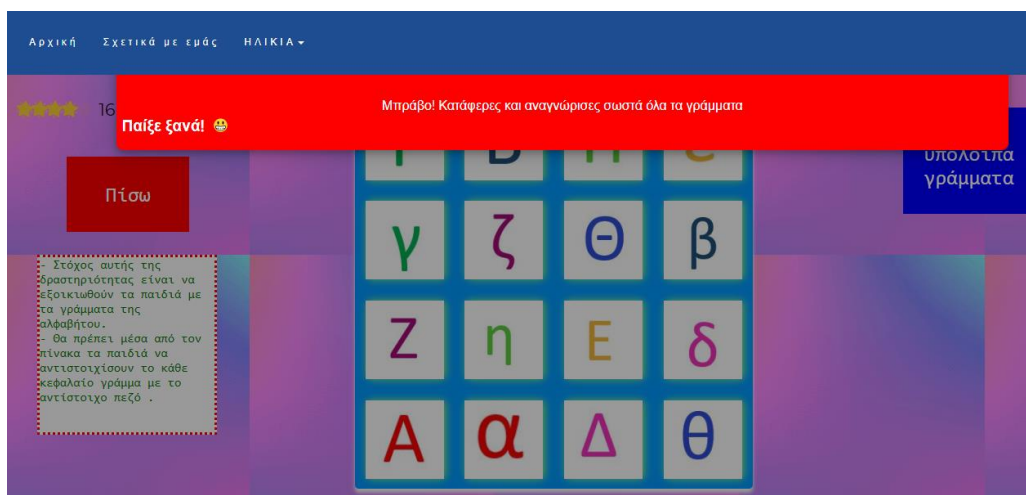 Αρχική Σχετικά με εμάς ΗΛΙΚΙΑ
Μπράβο! Κατάφερες και αναγνώρισες σωστά όλα τα γράμματα
16
Παίξε ξανά! 😀
υπόλοιπα
γράμματα
Πίσω
- Στόχος αυτής της
δραστηριότητας είναι να
εξοικιωθούν τα παιδιά με
τα γράμματα της
αλφαβήτου.
- Θα πρέπει μέσα από τον
πίνακα τα παιδιά να
αντιστοιχίσουν το κάθε
κεφαλαίο γράμμα με το
αντίστοιχο πεζό .
γ ζ Θ β
Ζ η Ε δ
Α α Δ θ